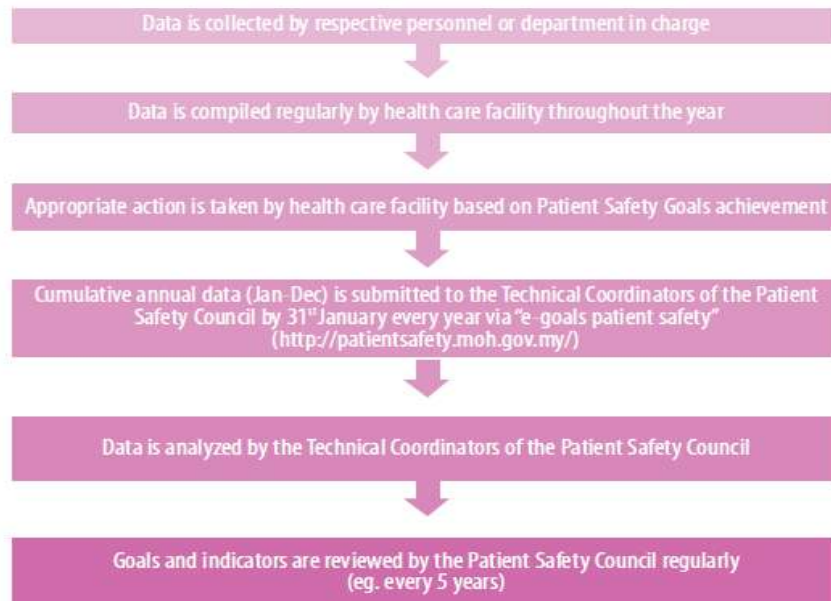 Data is collected by respective personnel or department in charge
Data is compiled regularly by health care facility throughout the year
Appropriate action is taken by health care facility based on Patient Safety Goals achievement
Cumulative annual data (Jan-Dec) is submitted to the Technical Coordinators of the Patient
Safety Council by 31st January every year via “e-goals patient safety”
(http://patientsafety.moh.gov.my/)
Data is analyzed by the Technical Coordinators of the Patient Safety Council
Goals and indicators are reviewed by the Patient Safety Council regularly
(eg. every 5 years)